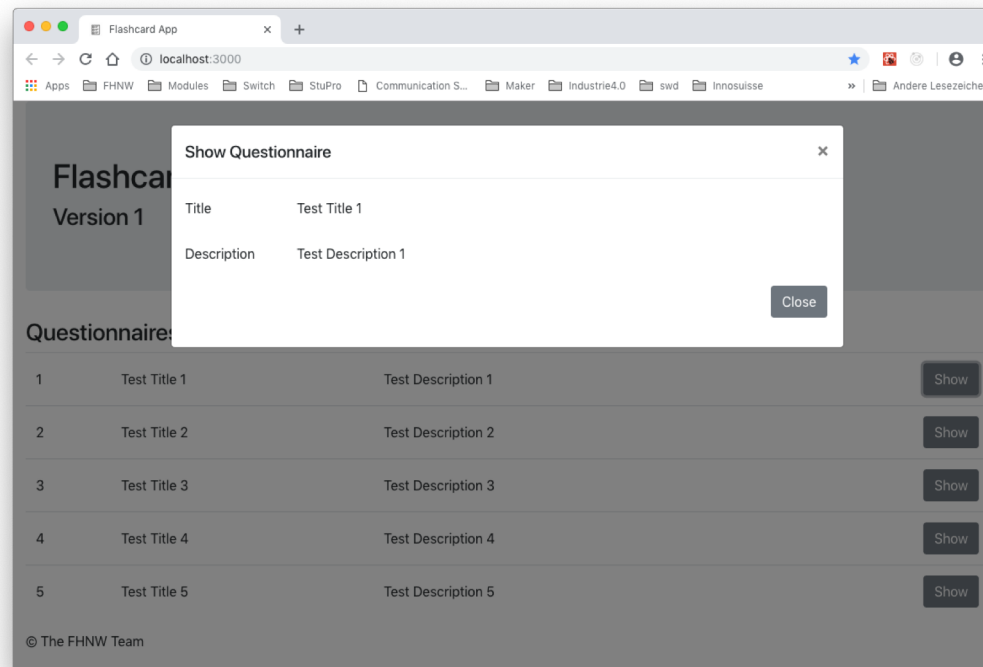 Flashcard App
localhost:3000
Apps FHNW Modules Switch StuPro Communication S... Maker Industrie4.0 swd Innosuisse » Andere Lesezeiche
Show Questionnaire ×
Title Test Title 1
Description Test Description 1
Close
Flashcar
Version 1
Questionnaires
1 Test Title 1 Test Description 1 Show
2 Test Title 2 Test Description 2 Show
3 Test Title 3 Test Description 3 Show
4 Test Title 4 Test Description 4 Show
5 Test Title 5 Test Description 5 Show
© The FHNW Team